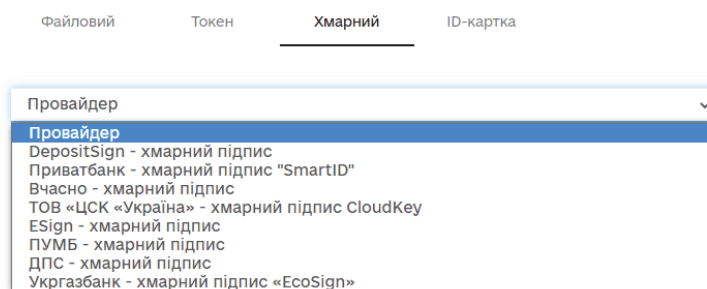 Файловий Токен Хмарний ID-картка
Провайдер
Провайдер
DepositSign - хмарний підпис
Приватбанк - хмарний підпис "SmartID"
Вчасно - хмарний підпис
ТОВ «ЦСК «Україна» - хмарний підпис CloudKey
ESign - хмарний підпис
ПУМБ - хмарний підпис
ДПС - хмарний підпис
Укргазбанк - хмарний підпис «EcoSign»